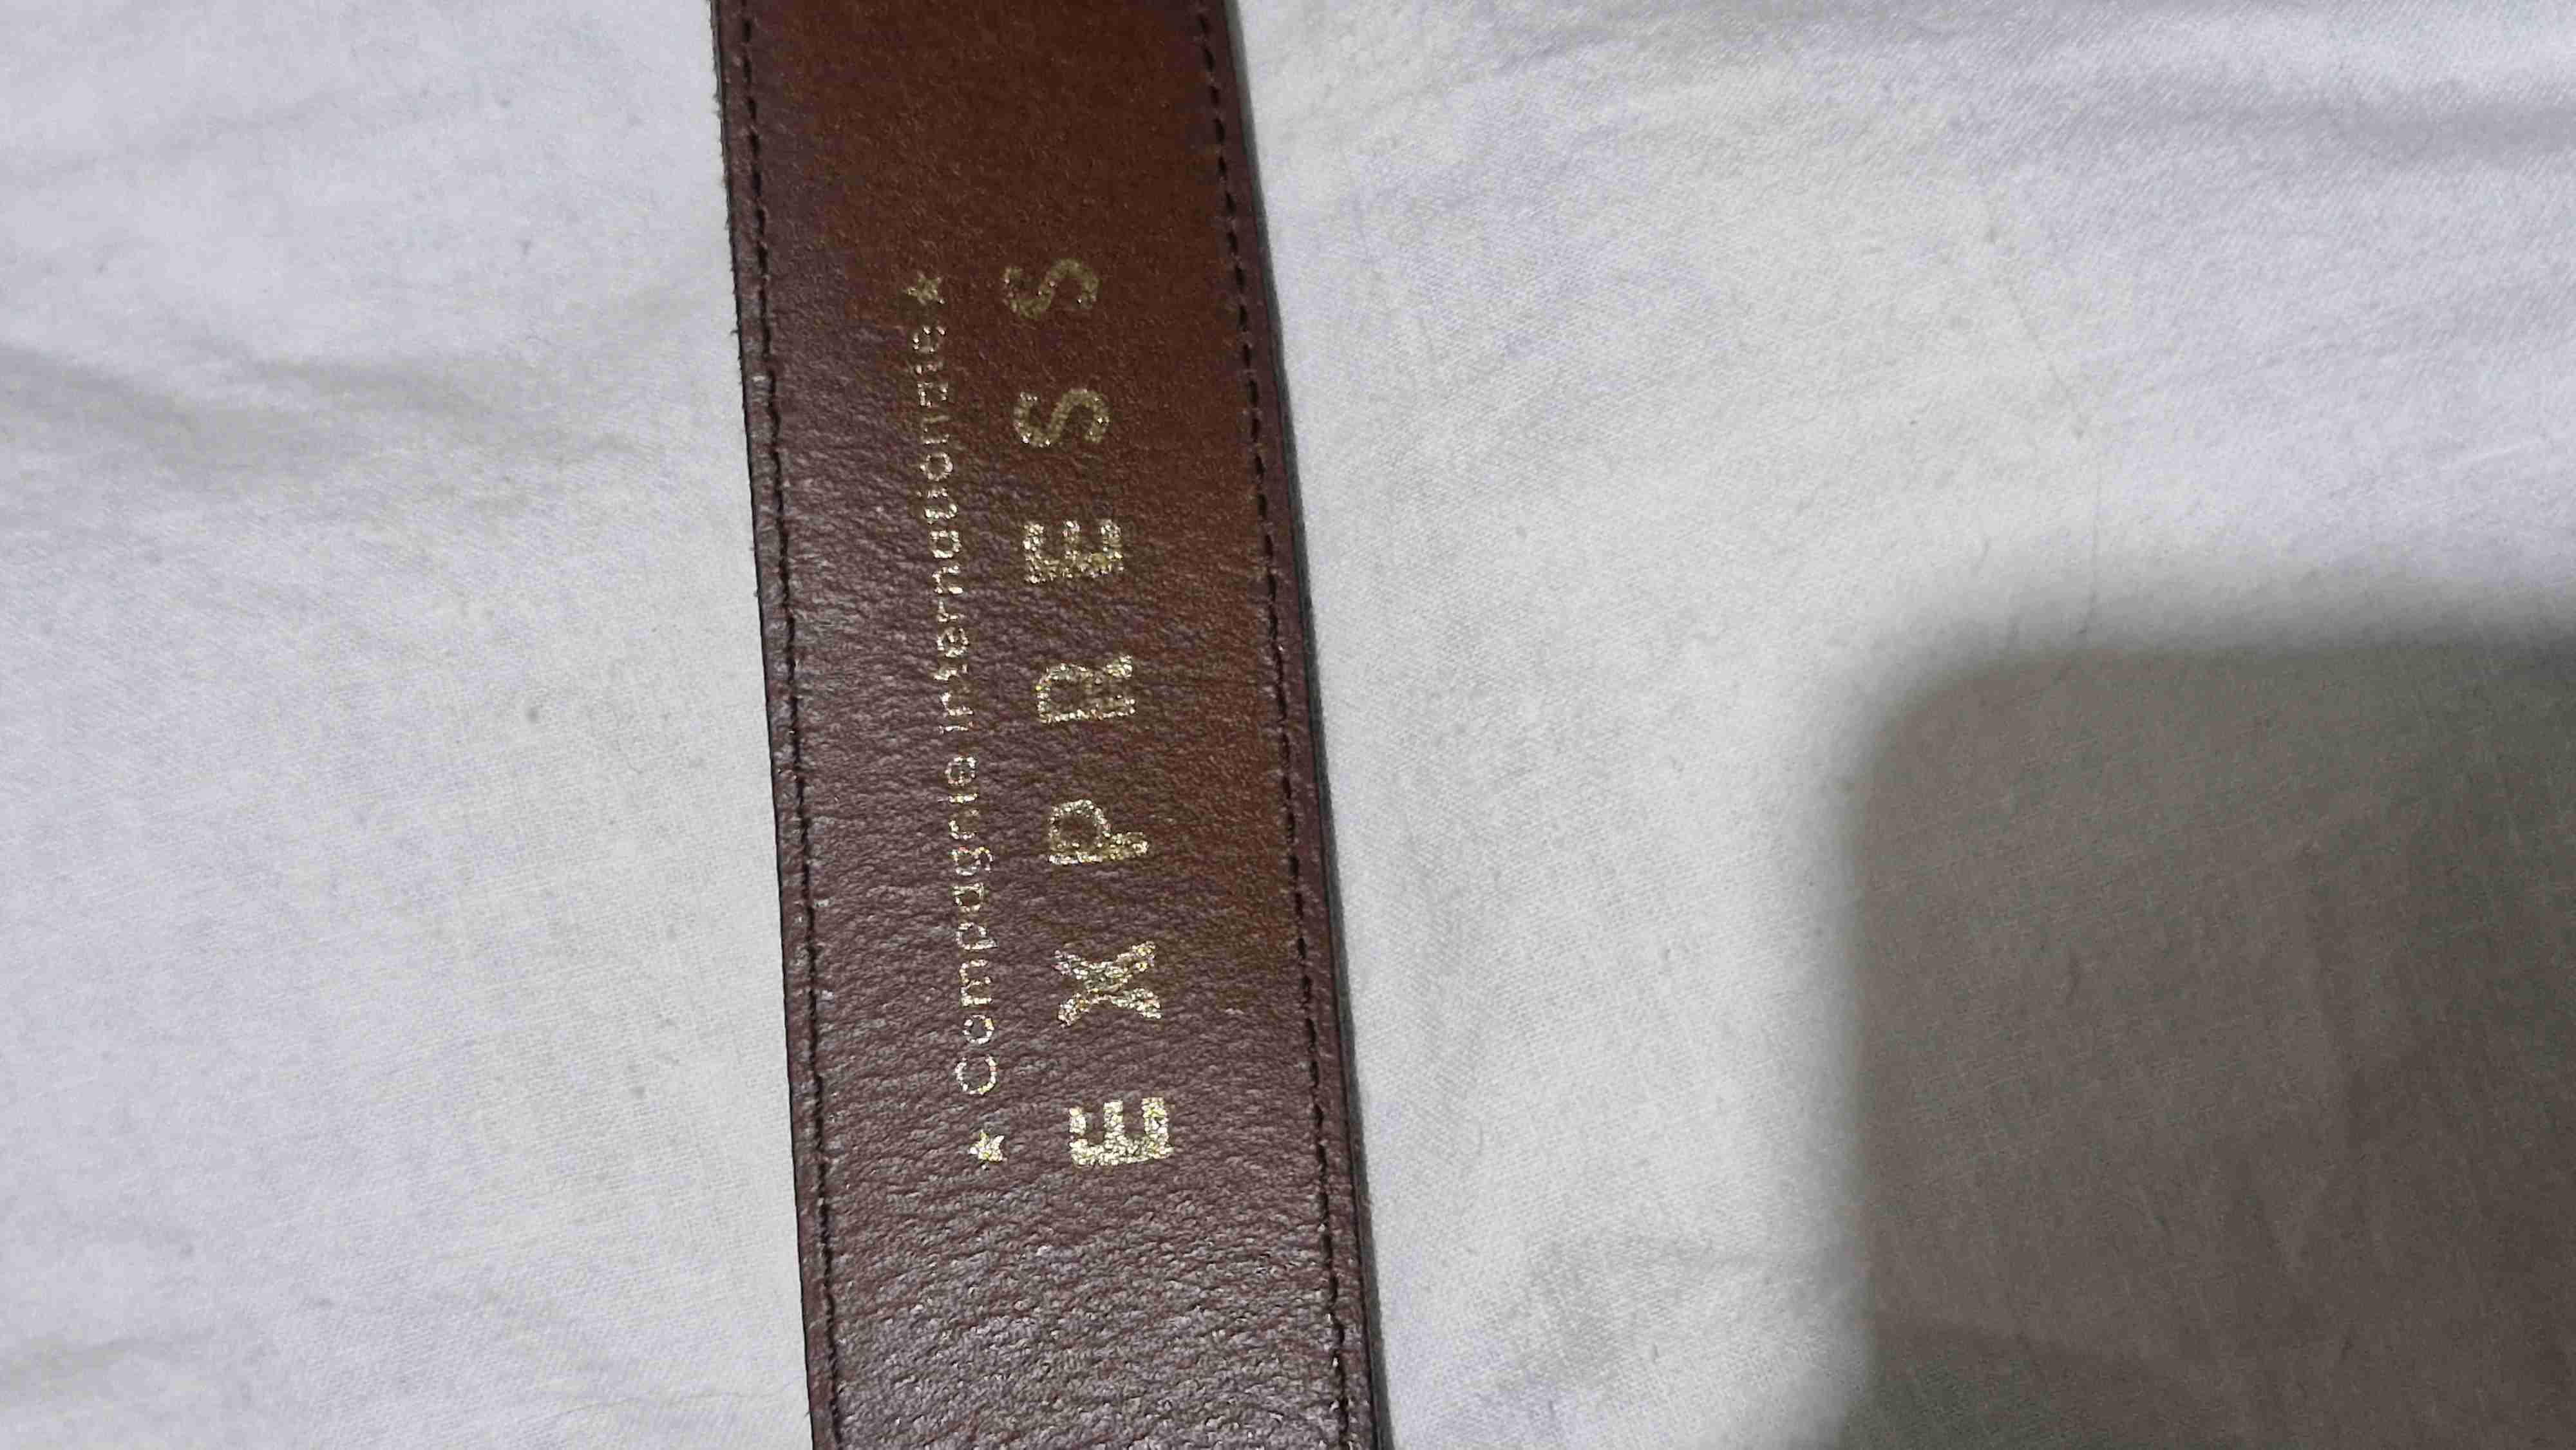 ★ Compagnie Internationale ★
EXPRESS